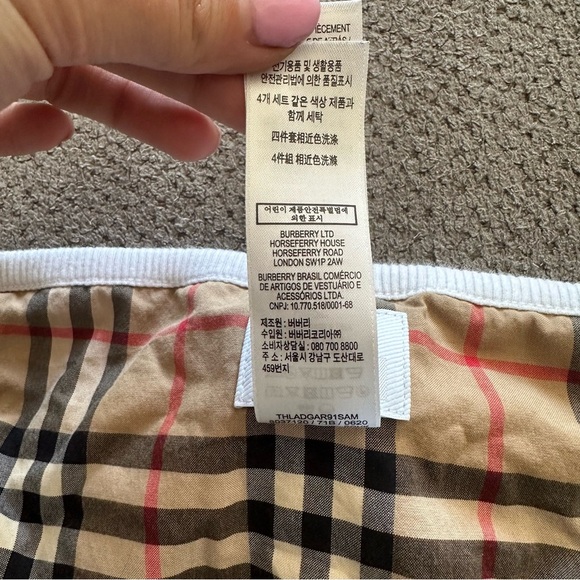 IÈCEMENT
전기용품 및 생활용품
안전관리법에 의한 품질표시
4개 세트 같은 색상 제품과
함께 세탁
四件套相近色洗涤
4件組 相近色洗滌
어린이 제품안전특별법에
의한 표시
BURBERRY LTD
HORSEFERRY HOUSE
HORSEFERRY ROAD
LONDON SW1P 2AW
BURBERRY BRASIL COMÉRCIO
DE ARTIGOS DE VESTUÁRIO E
ACESSÓRIOS LTDA.
CNPJ: 10.770.518/0001-68
제조원 : 버버리
수입원 : 버버리코리아㈜
소비자상담실 : 080 700 8800
주소 : 서울시 강남구 도산대로
459번지
THLADGAR91SAM
8037120 / 71B / 0620